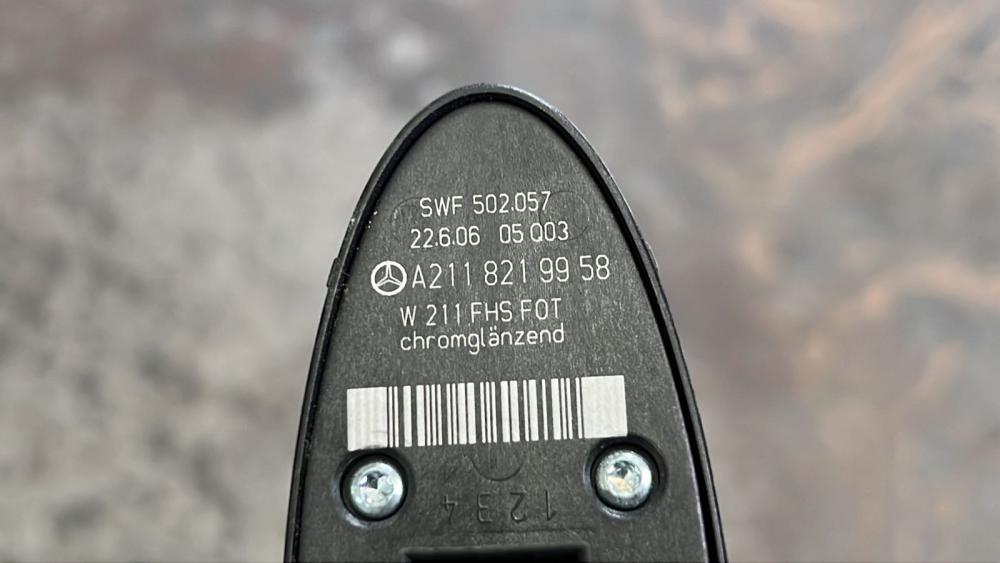 SWF 502.057
22.6.06 05 Q03
A211 821 99 58
W 211 FHS FOT
chromglänzend
1 2 3 4